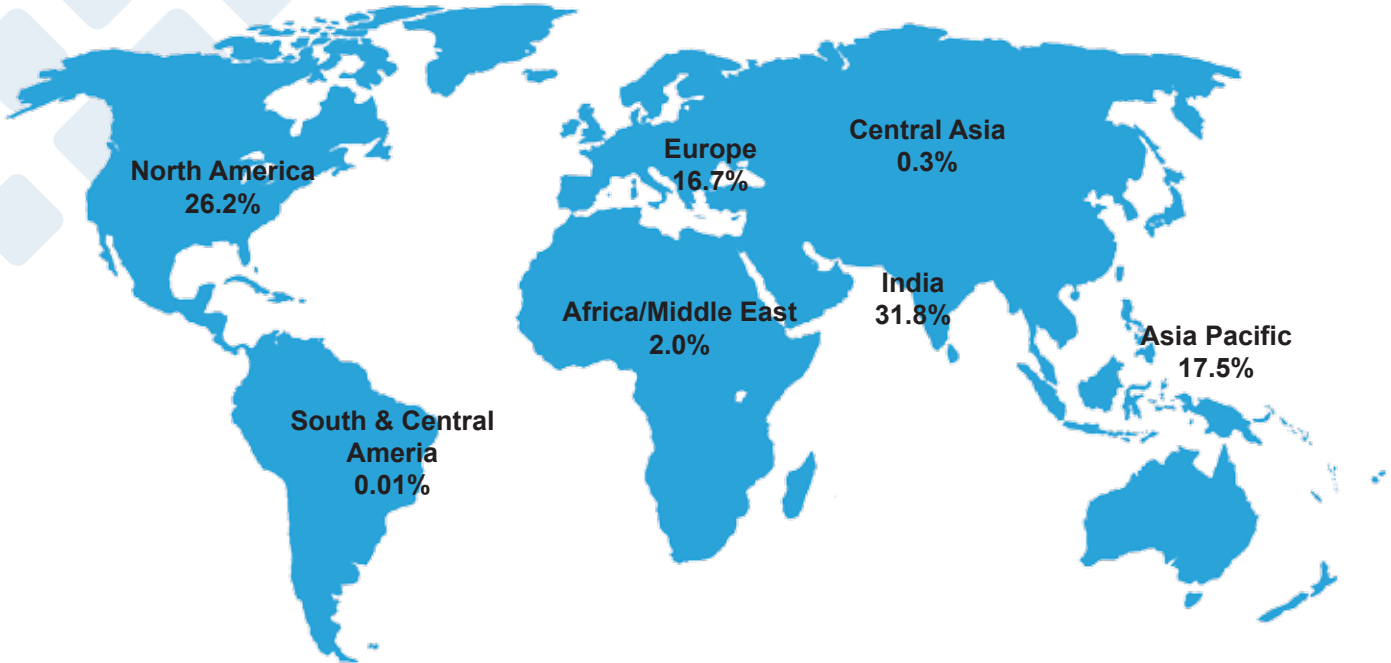 North America
26.2%
Europe
16.7%
Central Asia
0.3%
India
31.8%
Africa/Middle East
2.0%
Asia Pacific
17.5%
South & Central
Ameria
0.01%